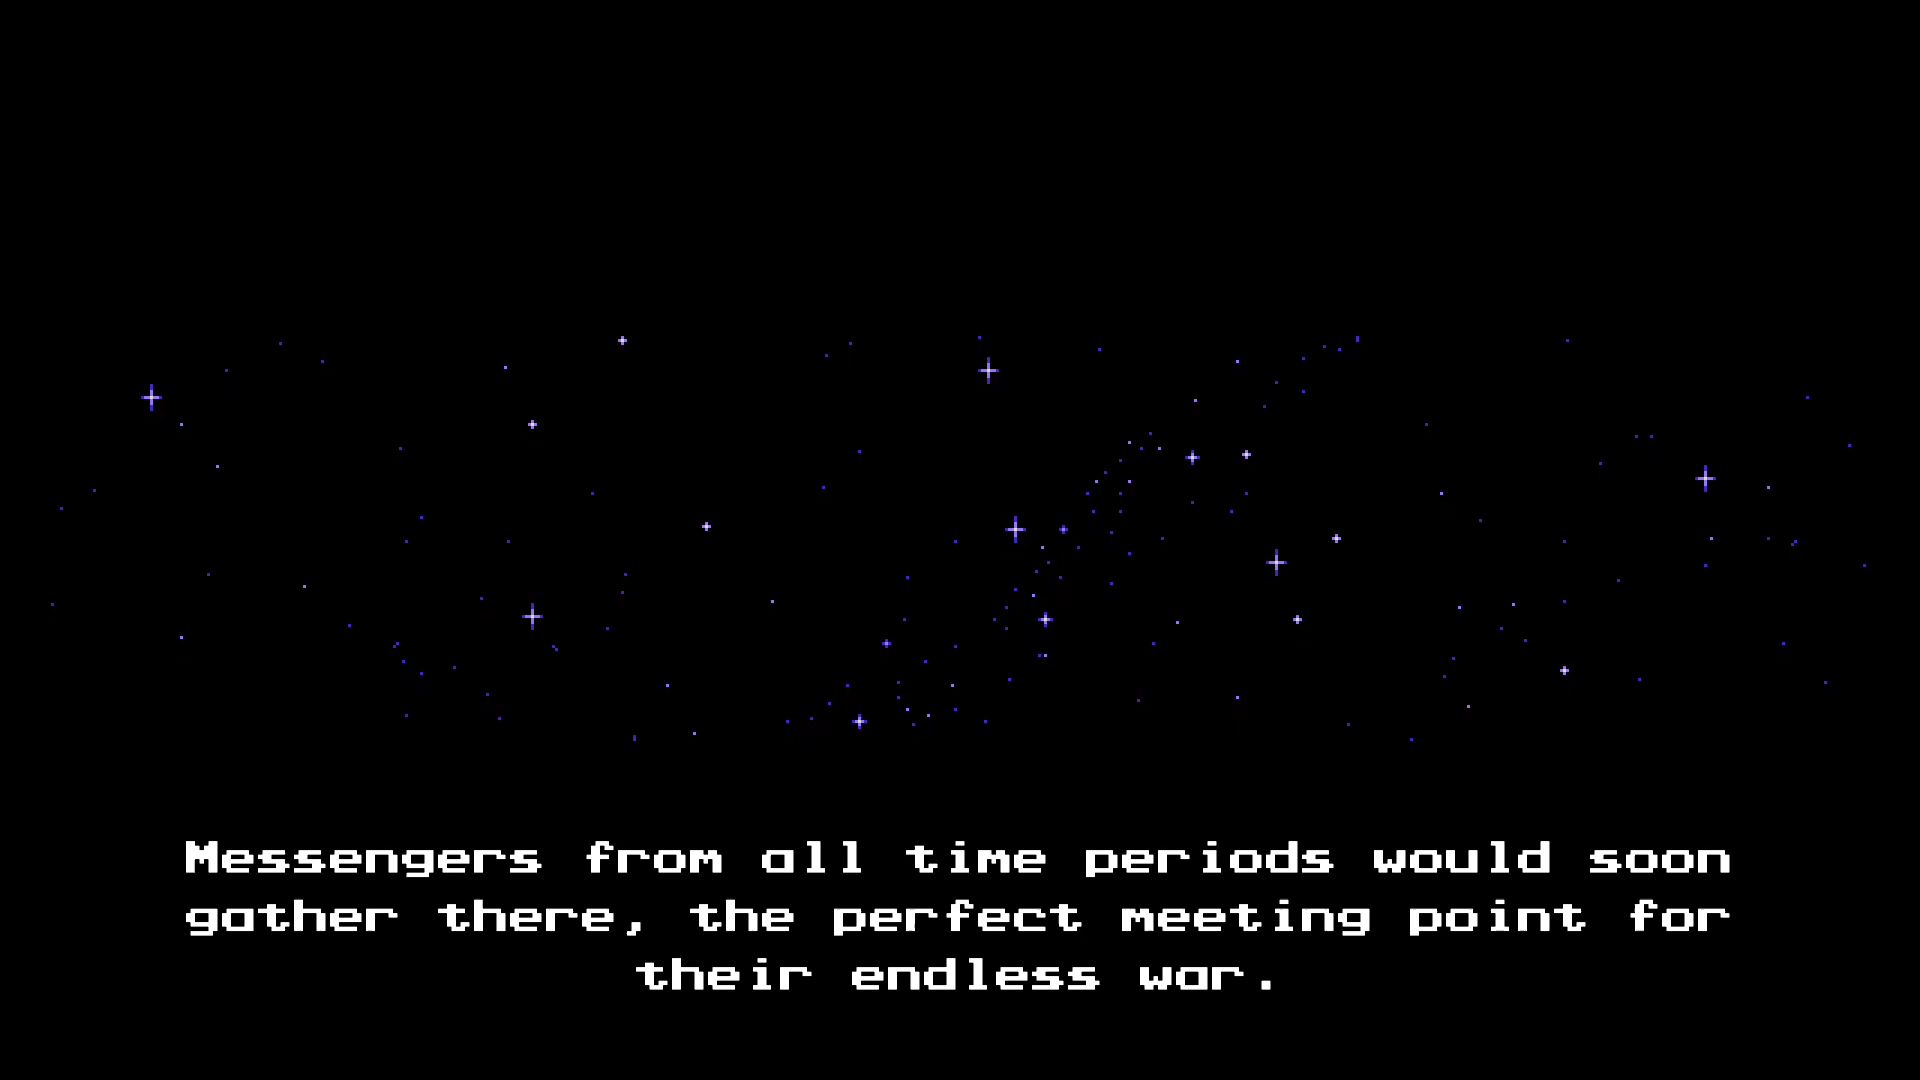 Messengers from all time periods would soon
gather there, the perfect meeting point for
their endless war.